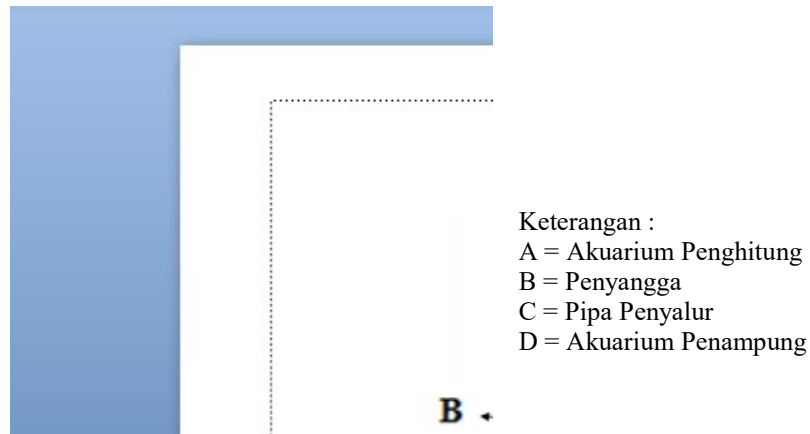 Keterangan :
A = Akuarium Penghitung
B = Penyangga
C = Pipa Penyalur
D = Akuarium Penampung
B